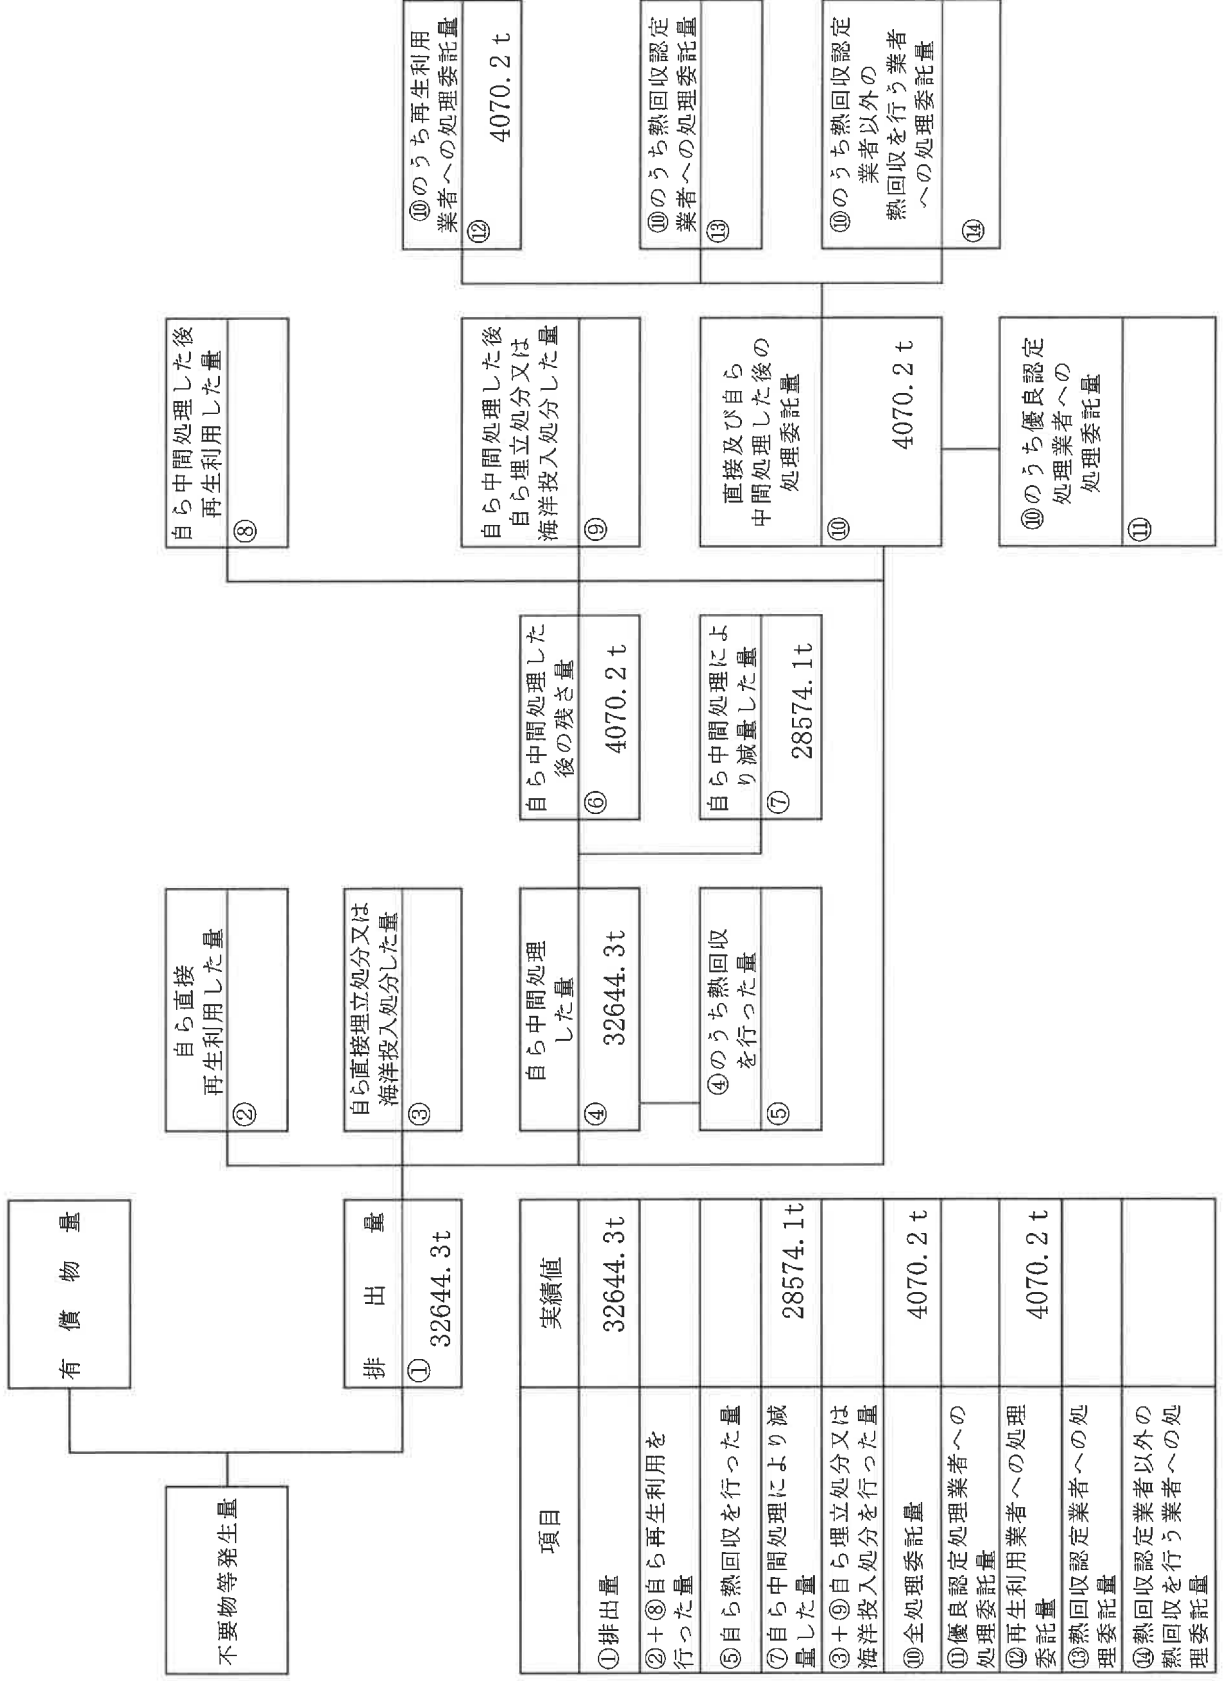 不要物等発生量
有償物量
排出量
①
32644.3t
自ら直接
再生利用した量
②
自ら直接埋立処分又は
海洋投入処分した量
③
自ら中間処理
した量
④
32644.3t
④のうち熱回収
を行った量
⑤
自ら中間処理した
後の残さ量
⑥
4070.2 t
自ら中間処理によ
り減量した量
⑦
28574.1t
自ら中間処理した後
再生利用した量
⑧
自ら中間処理した後
自ら埋立処分又は
海洋投入処分した量
⑨
直接及び自ら
中間処理した後の
処理委託量
⑩
4070.2 t
⑩のうち優良認定
処理業者への
処理委託量
⑪
⑩のうち再生利用
業者への処理委託量
⑫
4070.2 t
⑩のうち熱回収認定
業者への処理委託量
⑬
⑩のうち熱回収認定
業者以外の
熱回収を行う業者
への処理委託量
⑭
項目
実績値
①排出量
32644.3t
②+⑧自ら再生利用を
行った量
⑤自ら熱回収を行った量
⑦自ら中間処理により減
量した量
28574.1t
③+⑨自ら埋立処分又は
海洋投入処分を行った量
⑩全処理委託量
4070.2 t
⑪優良認定処理業者への
処理委託量
⑫再生利用業者への処理
委託量
4070.2 t
⑬熱回収認定業者への処
理委託量
⑭熱回収認定業者以外の
熱回収を行う業者への処
理委託量